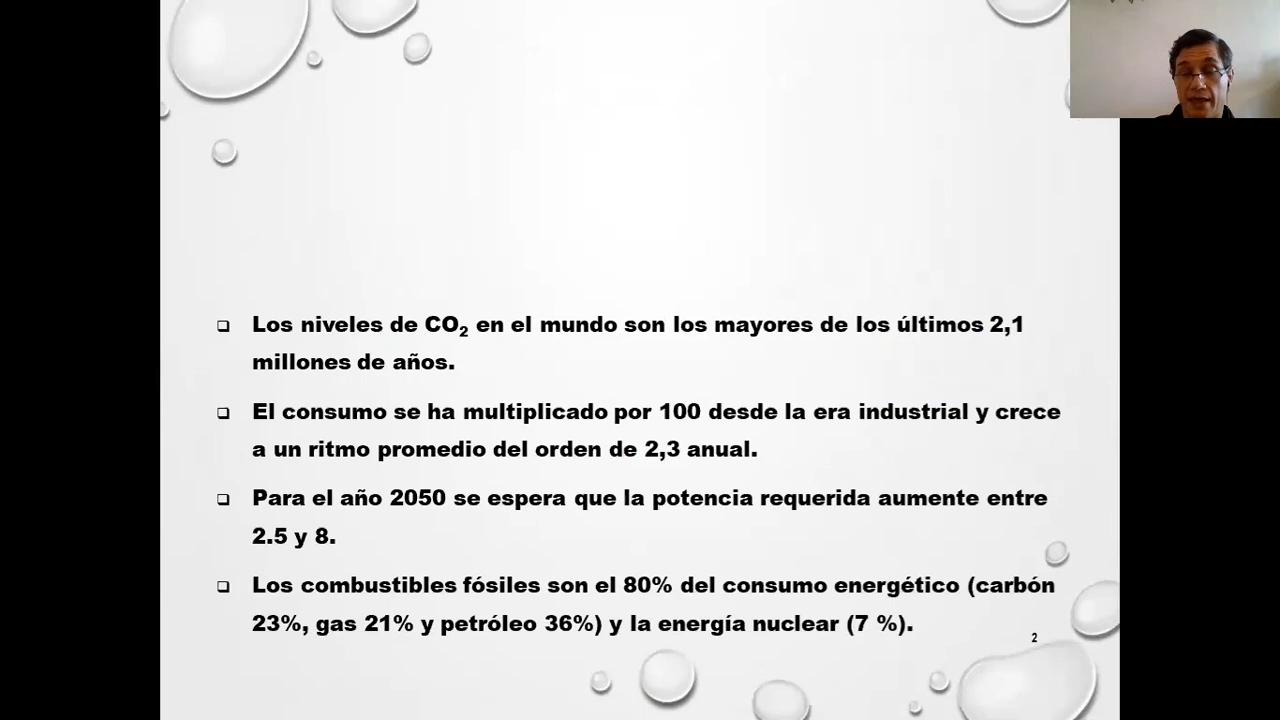 Los niveles de CO₂ en el mundo son los mayores de los últimos 2,1
millones de años.
El consumo se ha multiplicado por 100 desde la era industrial y crece
a un ritmo promedio del orden de 2,3 anual.
Para el año 2050 se espera que la potencia requerida aumente entre
2.5 y 8.
Los combustibles fósiles son el 80% del consumo energético (carbón
23%, gas 21% y petróleo 36%) y la energía nuclear (7 %).
2